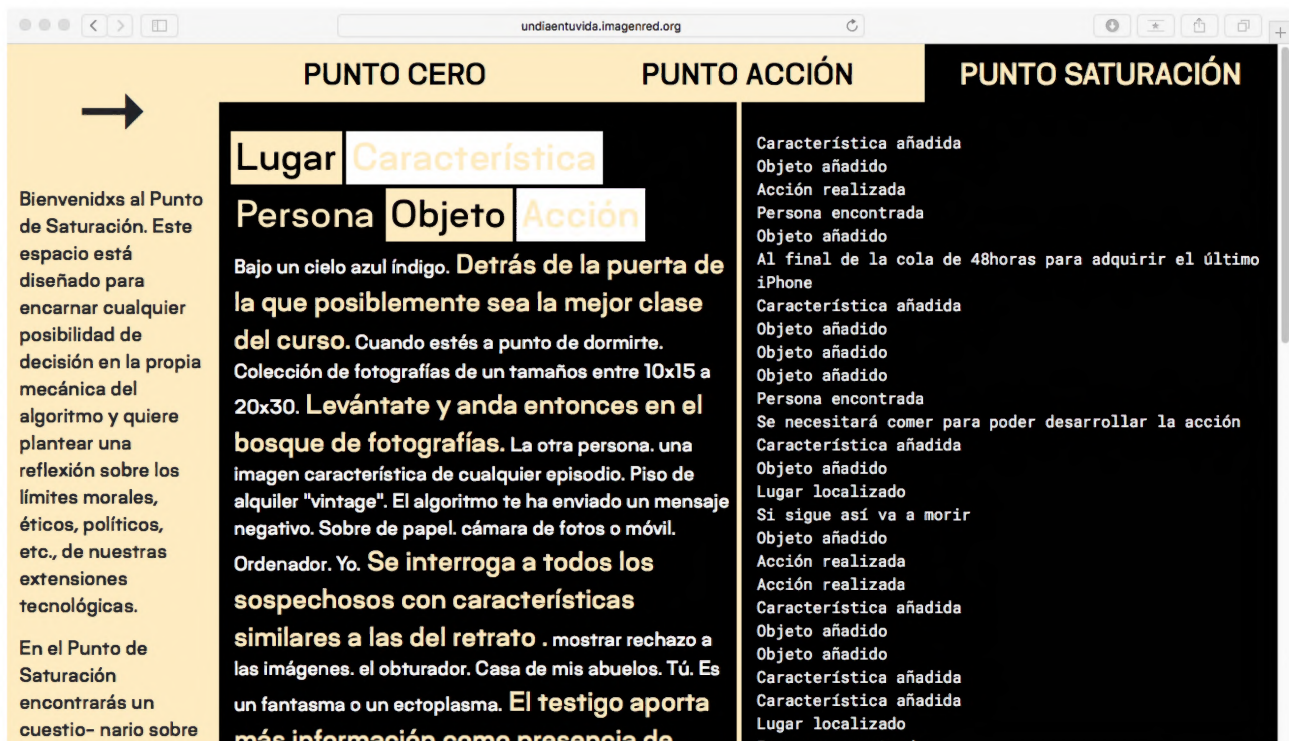 undiaentuvida.imagenred.org
PUNTO CERO
PUNTO ACCIÓN
PUNTO SATURACIÓN
→
Bienvenidxs al Punto
de Saturación. Este
espacio está
diseñado para
encarnar cualquier
posibilidad de
decisión en la propia
mecánica del
algoritmo y quiere
plantear una
reflexión sobre los
límites morales,
éticos, políticos,
etc., de nuestras
extensiones
tecnológicas.
En el Punto de
Saturación
encontrarás un
cuestio- nario sobre
Lugar Característica
Persona Objeto Acción
Bajo un cielo azul índigo. Detrás de la puerta de
la que posiblemente sea la mejor clase
del curso. Cuando estés a punto de dormirte.
Colección de fotografías de un tamaños entre 10x15 a
20x30. Levántate y anda entonces en el
bosque de fotografías. La otra persona. una
imagen característica de cualquier episodio. Piso de
alquiler "vintage". El algoritmo te ha enviado un mensaje
negativo. Sobre de papel. cámara de fotos o móvil.
Ordenador. Yo. Se interroga a todos los
sospechosos con características
similares a las del retrato . mostrar rechazo a
las imágenes. el obturador. Casa de mis abuelos. Tú. Es
un fantasma o un ectoplasma. El testigo aporta
más información como presencia de
Característica añadida
Objeto añadido
Acción realizada
Persona encontrada
Objeto añadido
Al final de la cola de 48horas para adquirir el último
iPhone
Característica añadida
Objeto añadido
Objeto añadido
Objeto añadido
Persona encontrada
Se necesitará comer para poder desarrollar la acción
Característica añadida
Objeto añadido
Lugar localizado
Si sigue así va a morir
Objeto añadido
Acción realizada
Acción realizada
Característica añadida
Objeto añadido
Objeto añadido
Característica añadida
Característica añadida
Lugar localizado